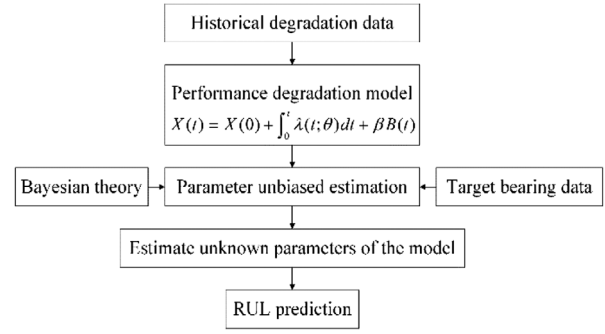 Historical degradation data
Performance degradation model
X(t) = X(0) + ∫₀ᵗ λ(t;θ)dt + βB(t)
Bayesian theory
Parameter unbiased estimation
Target bearing data
Estimate unknown parameters of the model
RUL prediction